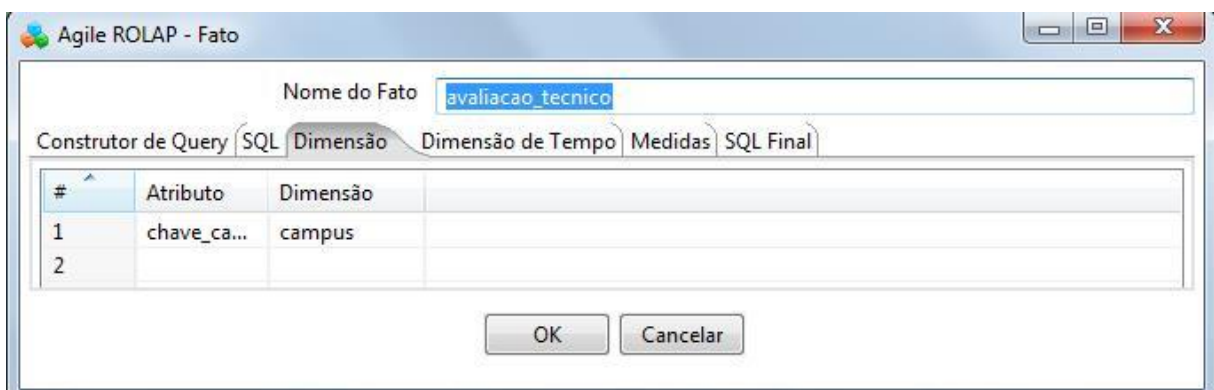 Agile ROLAP - Fato
Nome do Fato avaliacao_tecnico
Construtor de Query SQL Dimensão Dimensão de Tempo Medidas SQL Final
# Atributo Dimensão
1 chave_ca... campus
2
OK Cancelar